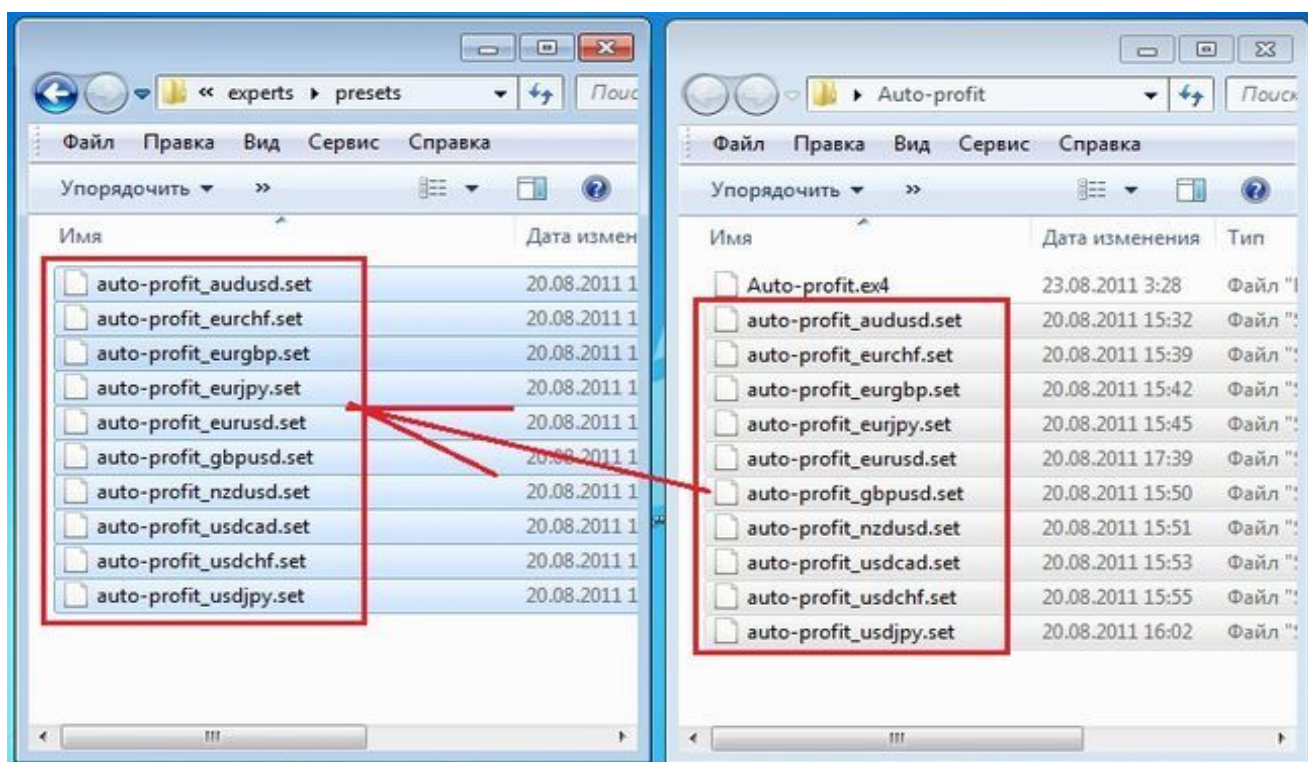 « experts ▸ presets
Поис
Файл Правка Вид Сервис Справка
Упорядочить »
Имя
Дата измен
auto-profit_audusd.set 20.08.2011 1
auto-profit_eurchf.set 20.08.2011 1
auto-profit_eurgbp.set 20.08.2011 1
auto-profit_eurjpy.set 20.08.2011 1
auto-profit_eurusd.set 20.08.2011 1
auto-profit_gbpusd.set 20.08.2011 1
auto-profit_nzdusd.set 20.08.2011 1
auto-profit_usdcad.set 20.08.2011 1
auto-profit_usdchf.set 20.08.2011 1
auto-profit_usdjpy.set 20.08.2011 1
▸ Auto-profit
Поиск
Файл Правка Вид Сервис Справка
Упорядочить »
Имя Дата изменения Тип
Auto-profit.ex4 23.08.2011 3:28 Файл "
auto-profit_audusd.set 20.08.2011 15:32 Файл "
auto-profit_eurchf.set 20.08.2011 15:39 Файл "
auto-profit_eurgbp.set 20.08.2011 15:42 Файл "
auto-profit_eurjpy.set 20.08.2011 15:45 Файл "
auto-profit_eurusd.set 20.08.2011 17:39 Файл "
auto-profit_gbpusd.set 20.08.2011 15:50 Файл "
auto-profit_nzdusd.set 20.08.2011 15:51 Файл "
auto-profit_usdcad.set 20.08.2011 15:53 Файл "
auto-profit_usdchf.set 20.08.2011 15:55 Файл "
auto-profit_usdjpy.set 20.08.2011 16:02 Файл "